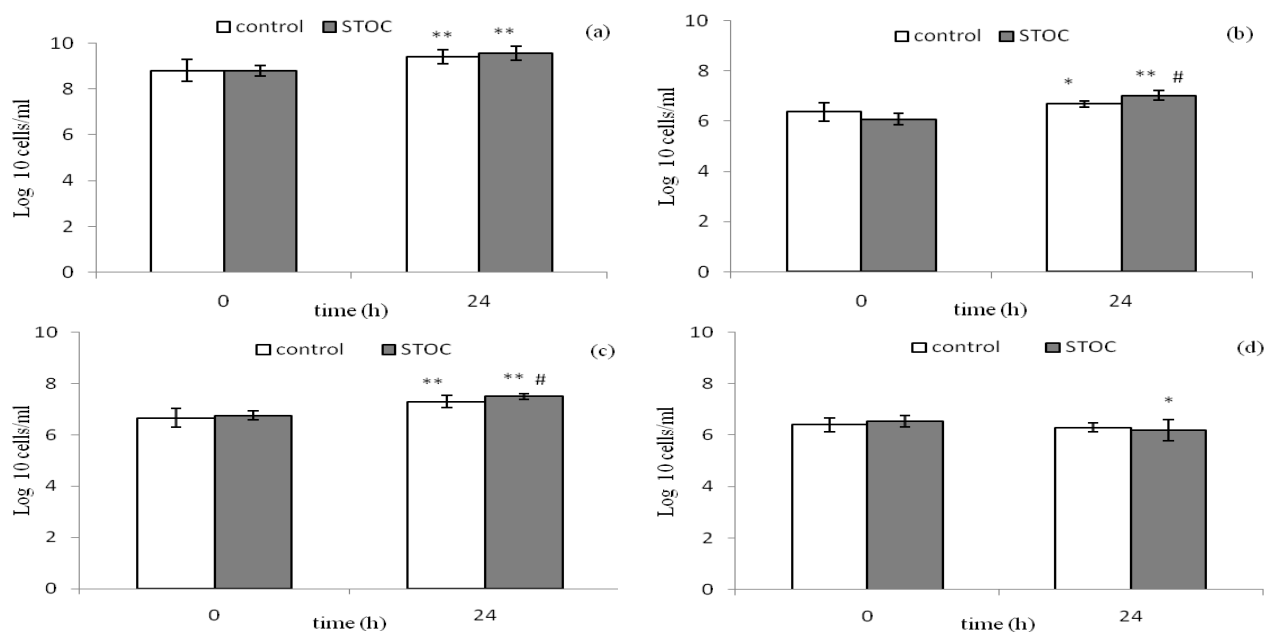 control STOC (a)
10
8
6
4
2
0
Log 10 cells/ml
** **
0 24
time (h)
control STOC (b)
10
8
6
4
2
0
Log 10 cells/ml
* ** #
0 24
time (h)
control STOC (c)
10
8
6
4
2
0
Log 10 cells/ml
** ** #
0 24
time (h)
control STOC (d)
10
8
6
4
2
0
Log 10 cells/ml
*
0 24
time (h)